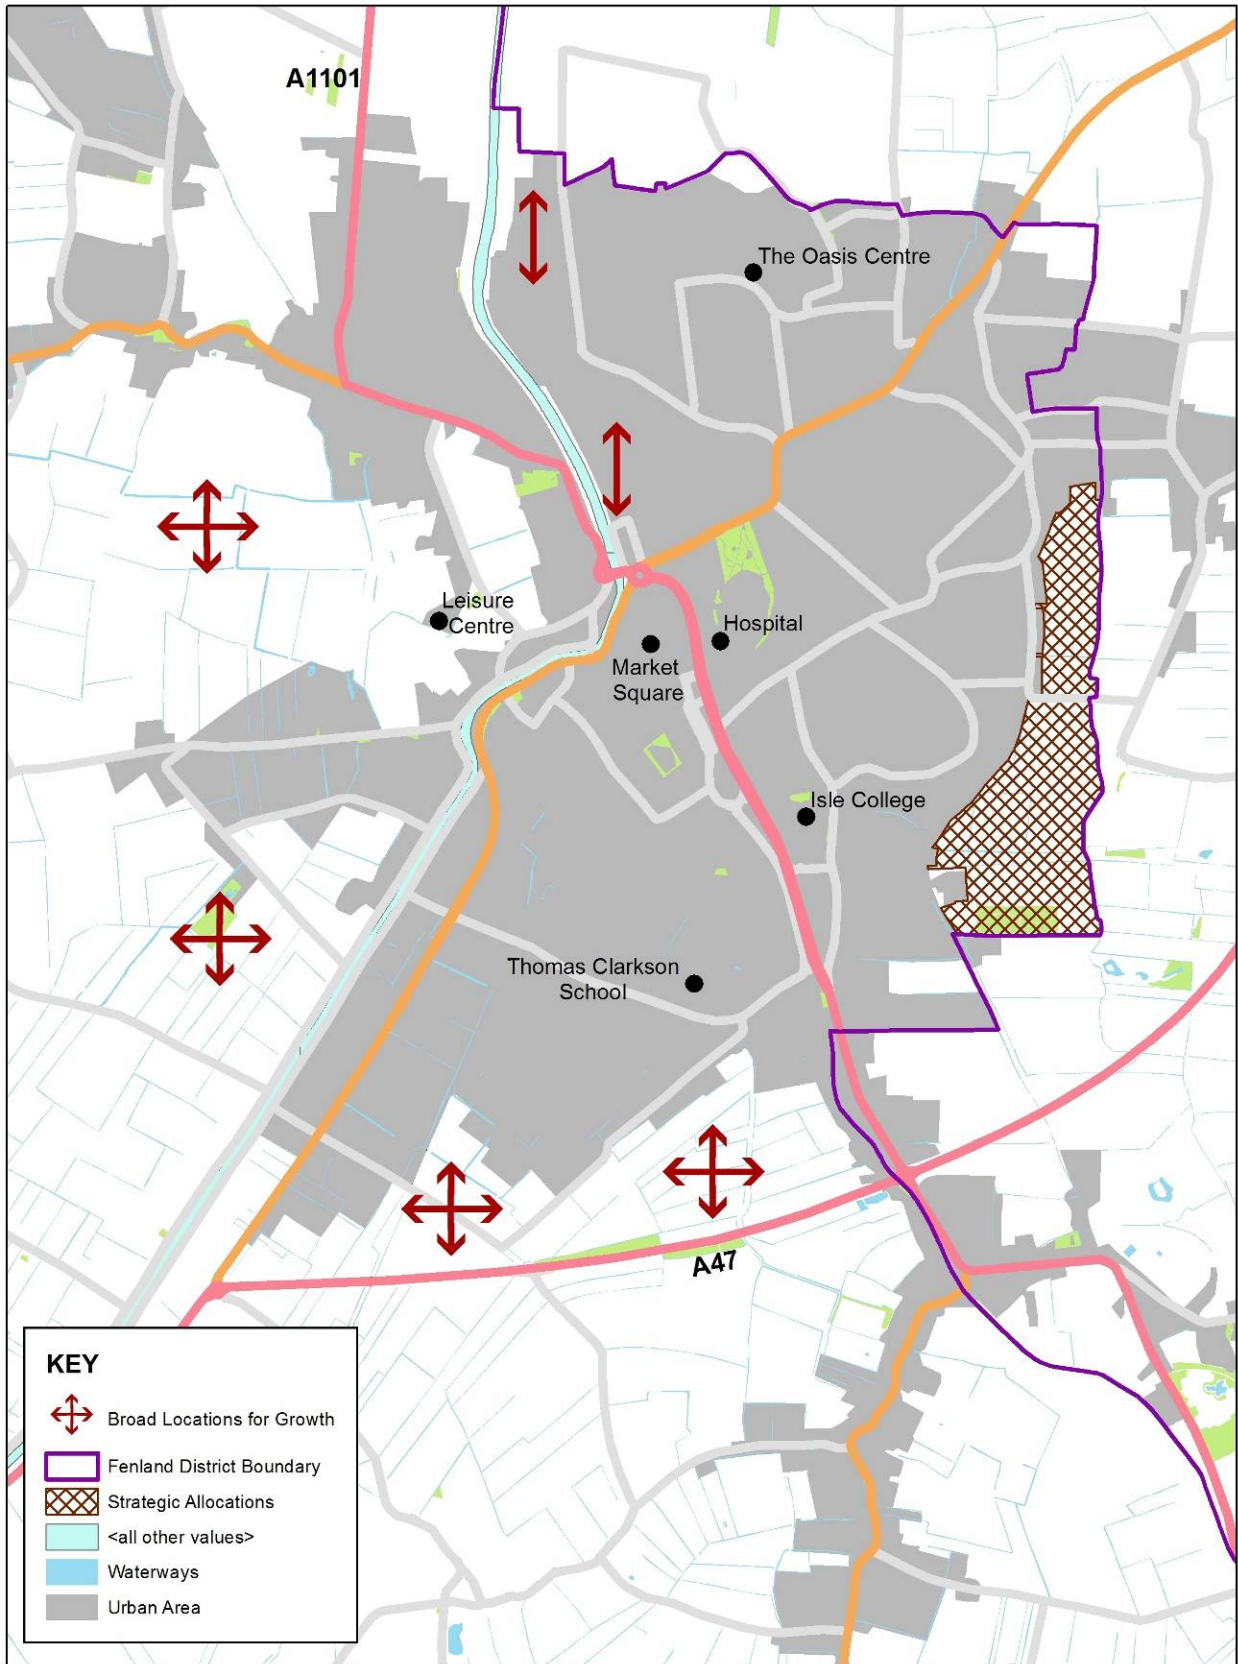 A1101
The Oasis Centre
Leisure
Centre
Hospital
Market
Square
Isle College
Thomas Clarkson
School
A47
KEY
Broad Locations for Growth
Fenland District Boundary
Strategic Allocations
<all other values>
Waterways
Urban Area